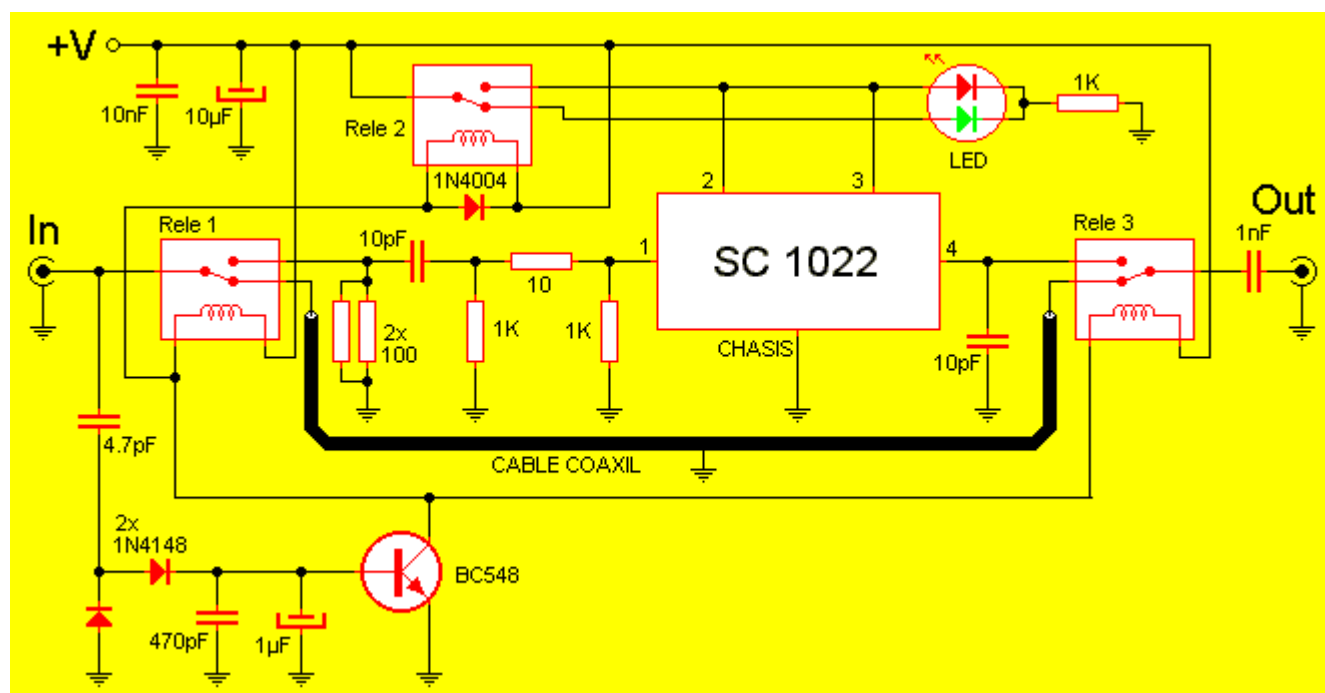 +V
10nF
10µF
Rele 2
1N4004
LED
1K
In
Rele 1
10pF
10
2x
100
1K
1K
1
2
3
4
SC 1022
CHASIS
10pF
Rele 3
1nF
Out
4.7pF
CABLE COAXIL
2x
1N4148
470pF
1µF
BC548